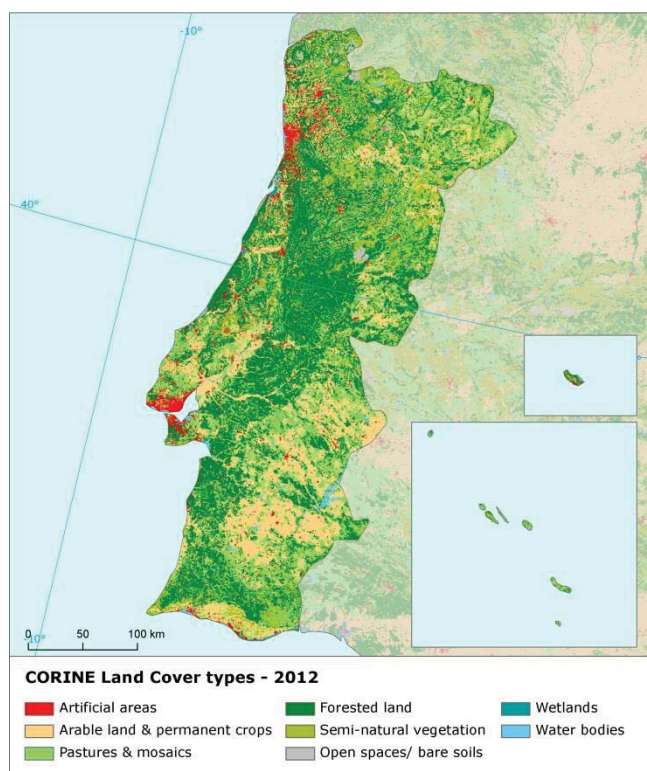 -10°
40°
0°
-10°
0 50 100 km
CORINE Land Cover types - 2012
Artificial areas
Arable land & permanent crops
Pastures & mosaics
Forested land
Semi-natural vegetation
Open spaces/ bare soils
Wetlands
Water bodies